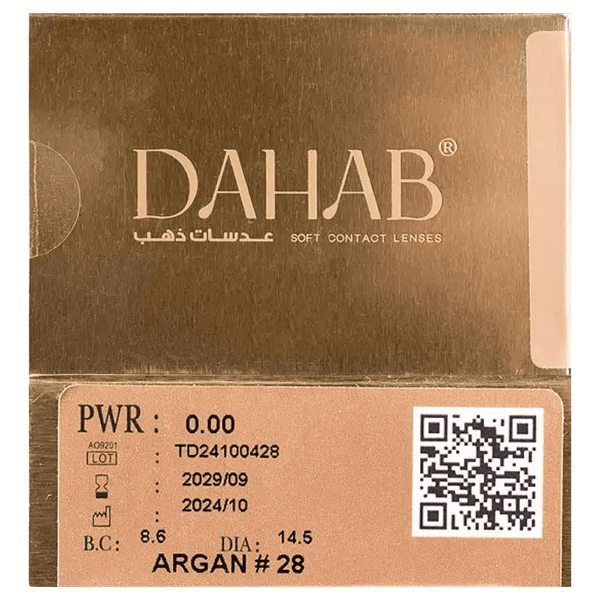 DAHAB®
عدسات ذهب SOFT CONTACT LENSES
PWR : 0.00
AO9201
LOT : TD24100428
: 2029/09
: 2024/10
B.C : 8.6 DIA : 14.5
ARGAN # 28